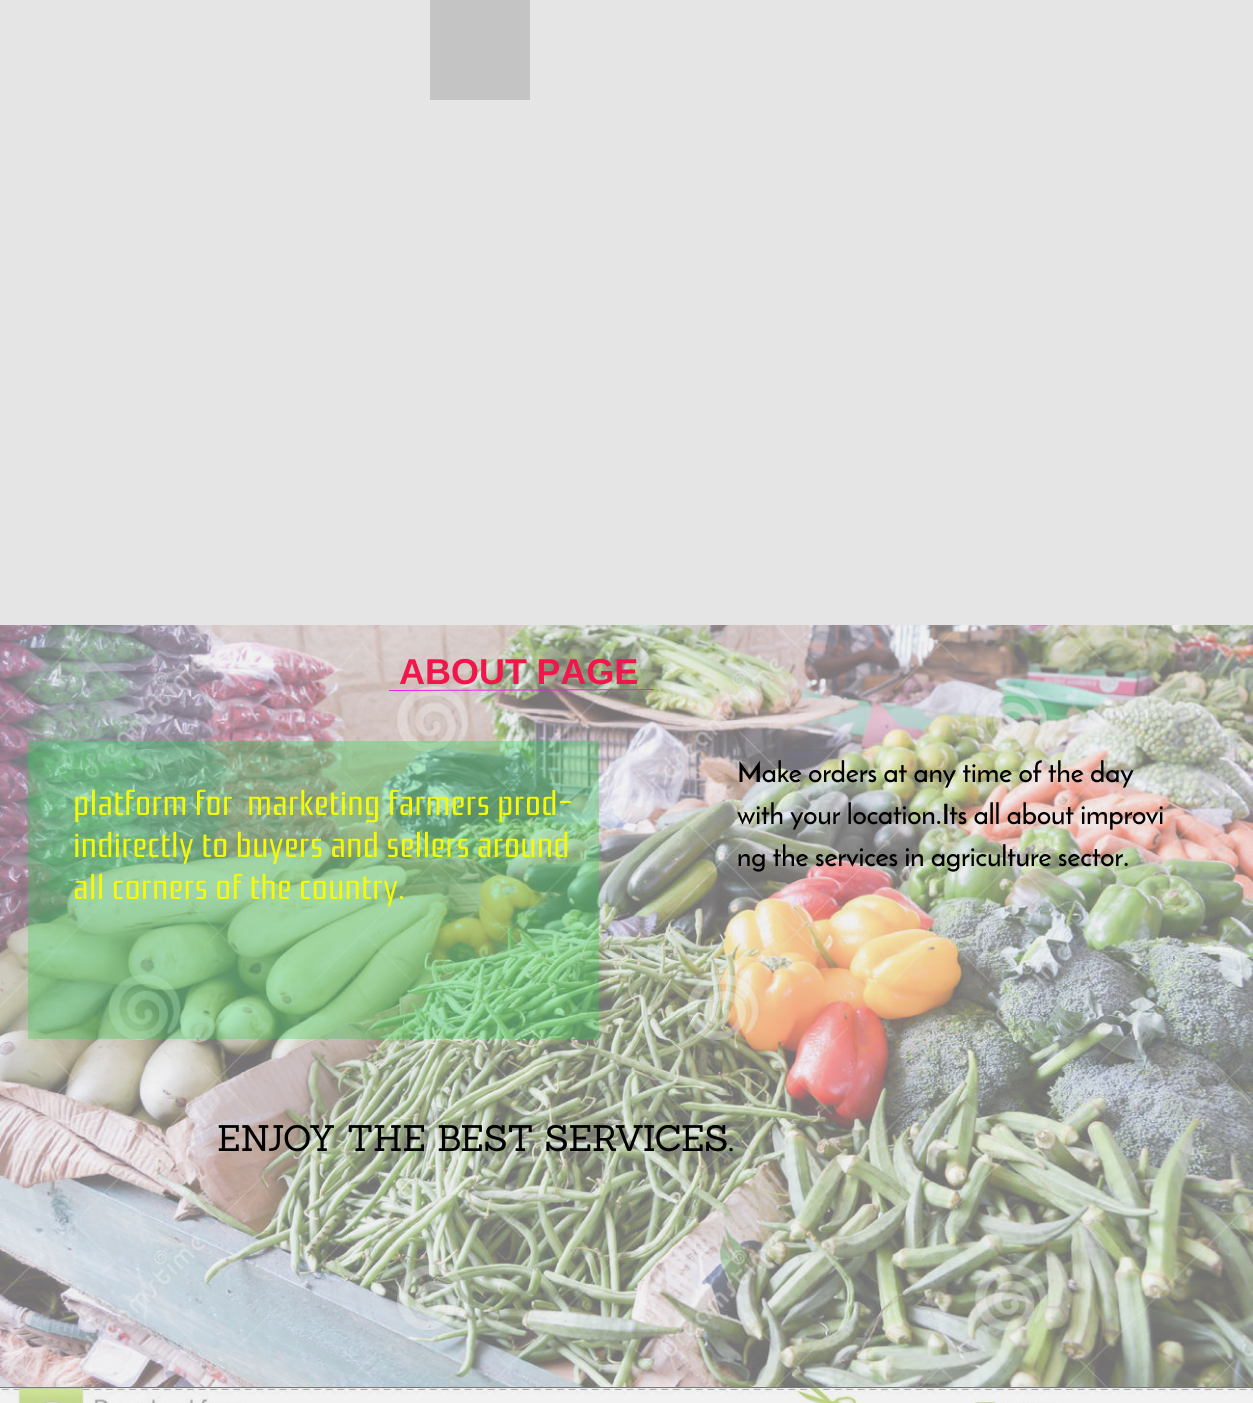 ABOUT PAGE
platform for marketing farmers prod-
indirectly to buyers and sellers around
all corners of the country.
Make orders at any time of the day
with your location.Its all about improvi
ng the services in agriculture sector.
ENJOY THE BEST SERVICES.